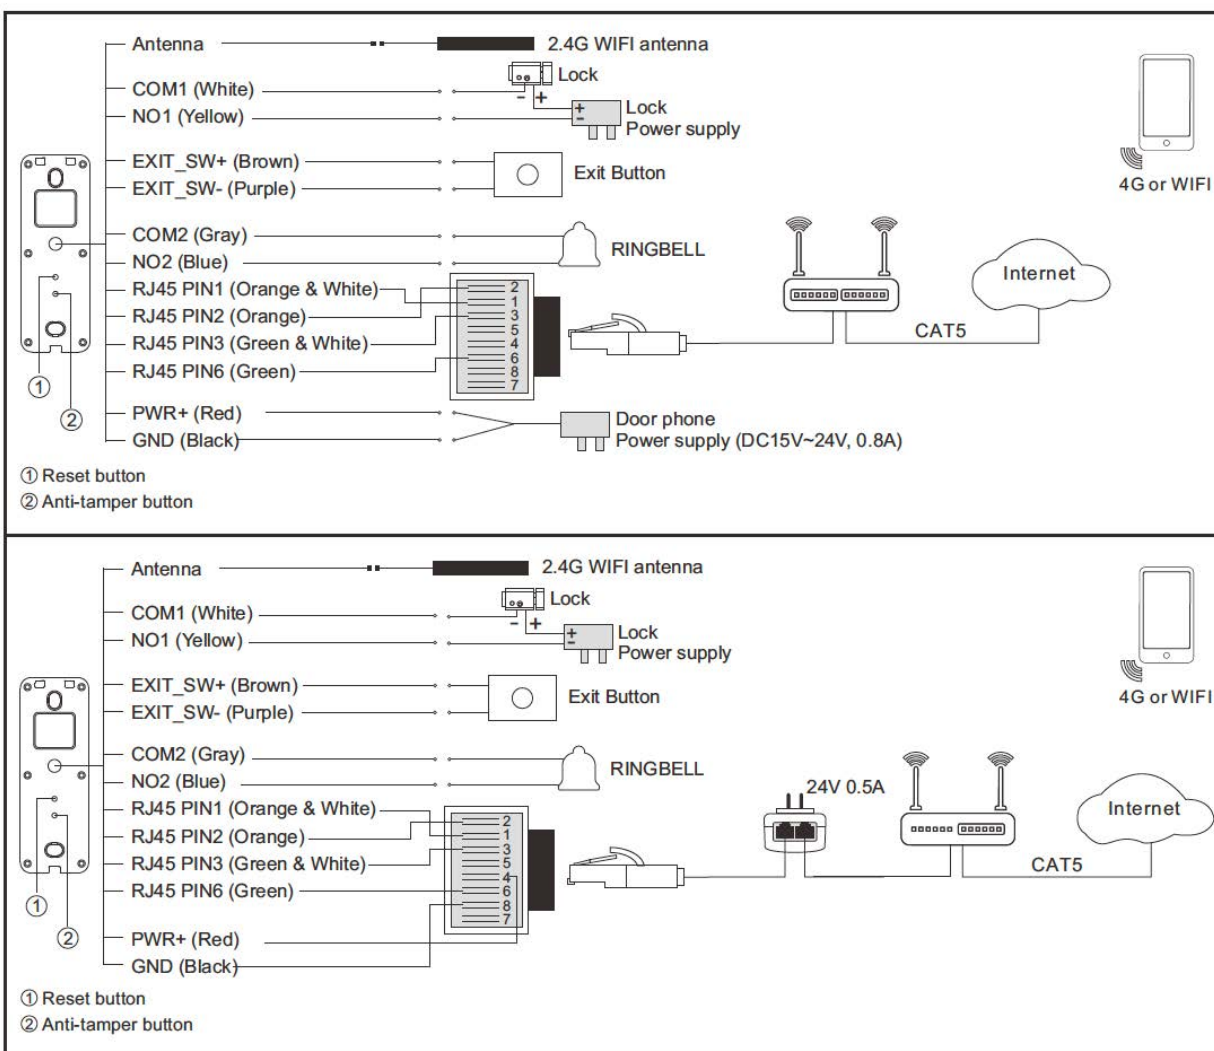 Antenna
2.4G WIFI antenna
COM1 (White)
Lock
- +
NO1 (Yellow)
+
-
Lock
Power supply
EXIT_SW+ (Brown)
EXIT_SW- (Purple)
Exit Button
4G or WIFI
COM2 (Gray)
NO2 (Blue)
RINGBELL
RJ45 PIN1 (Orange & White)
RJ45 PIN2 (Orange)
RJ45 PIN3 (Green & White)
RJ45 PIN6 (Green)
2
1
3
5
4
6
8
7
Internet
CAT5
PWR+ (Red)
GND (Black)
Door phone
Power supply (DC15V~24V, 0.8A)
①
②
① Reset button
② Anti-tamper button
Antenna
2.4G WIFI antenna
COM1 (White)
Lock
- +
NO1 (Yellow)
+
-
Lock
Power supply
EXIT_SW+ (Brown)
EXIT_SW- (Purple)
Exit Button
4G or WIFI
COM2 (Gray)
NO2 (Blue)
RINGBELL
RJ45 PIN1 (Orange & White)
RJ45 PIN2 (Orange)
RJ45 PIN3 (Green & White)
RJ45 PIN6 (Green)
2
1
3
5
4
6
8
7
24V 0.5A
Internet
CAT5
PWR+ (Red)
GND (Black)
①
②
① Reset button
② Anti-tamper button